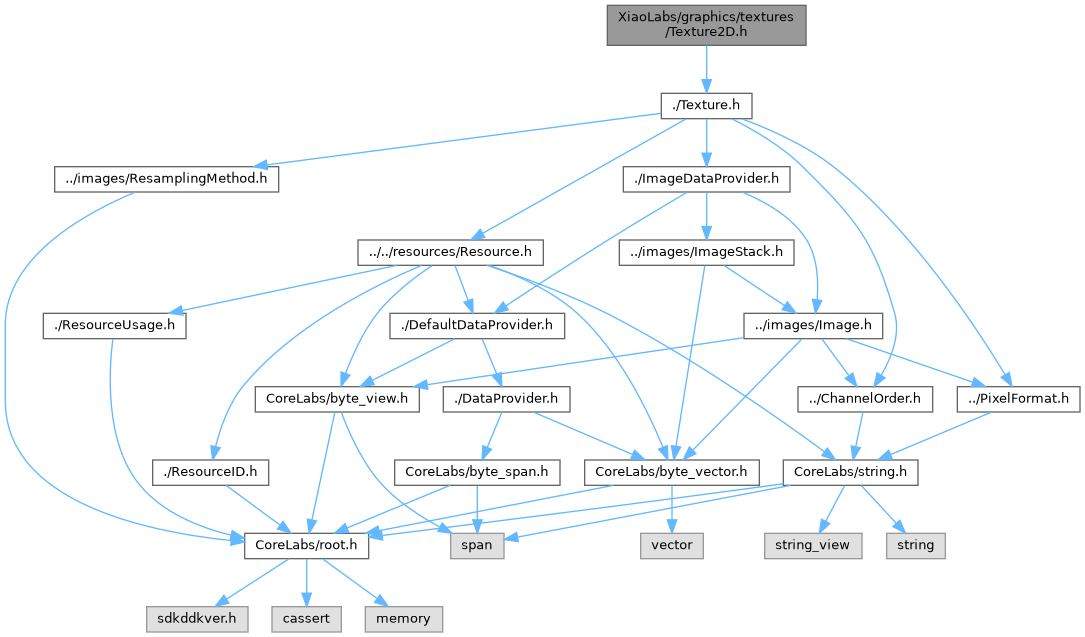 XiaoLabs/graphics/textures
/Texture2D.h
./Texture.h
../images/ResamplingMethod.h
./ImageDataProvider.h
../../resources/Resource.h
../images/ImageStack.h
./ResourceUsage.h
./DefaultDataProvider.h
../images/Image.h
CoreLabs/byte_view.h
./DataProvider.h
../ChannelOrder.h
../PixelFormat.h
./ResourceID.h
CoreLabs/byte_span.h
CoreLabs/byte_vector.h
CoreLabs/string.h
CoreLabs/root.h
span
vector
string_view
string
sdkddkver.h
cassert
memory